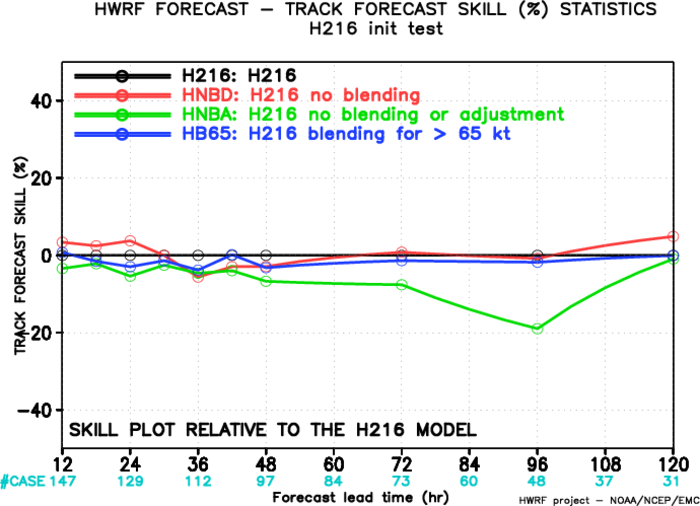 HWRF FORECAST – TRACK FORECAST SKILL (%) STATISTICS
H216 init test
H216: H216
HNBD: H216 no blending
HNBA: H216 no blending or adjustment
HB65: H216 blending for > 65 kt
TRACK FORECAST SKILL (%)
40
20
0
–20
–40
SKILL PLOT RELATIVE TO THE H216 MODEL
12 24 36 48 60 72 84 96 108 120
#CASE 147 129 112 97 84 73 60 48 37 31
Forecast lead time (hr)
HWRF project – NOAA/NCEP/EMC